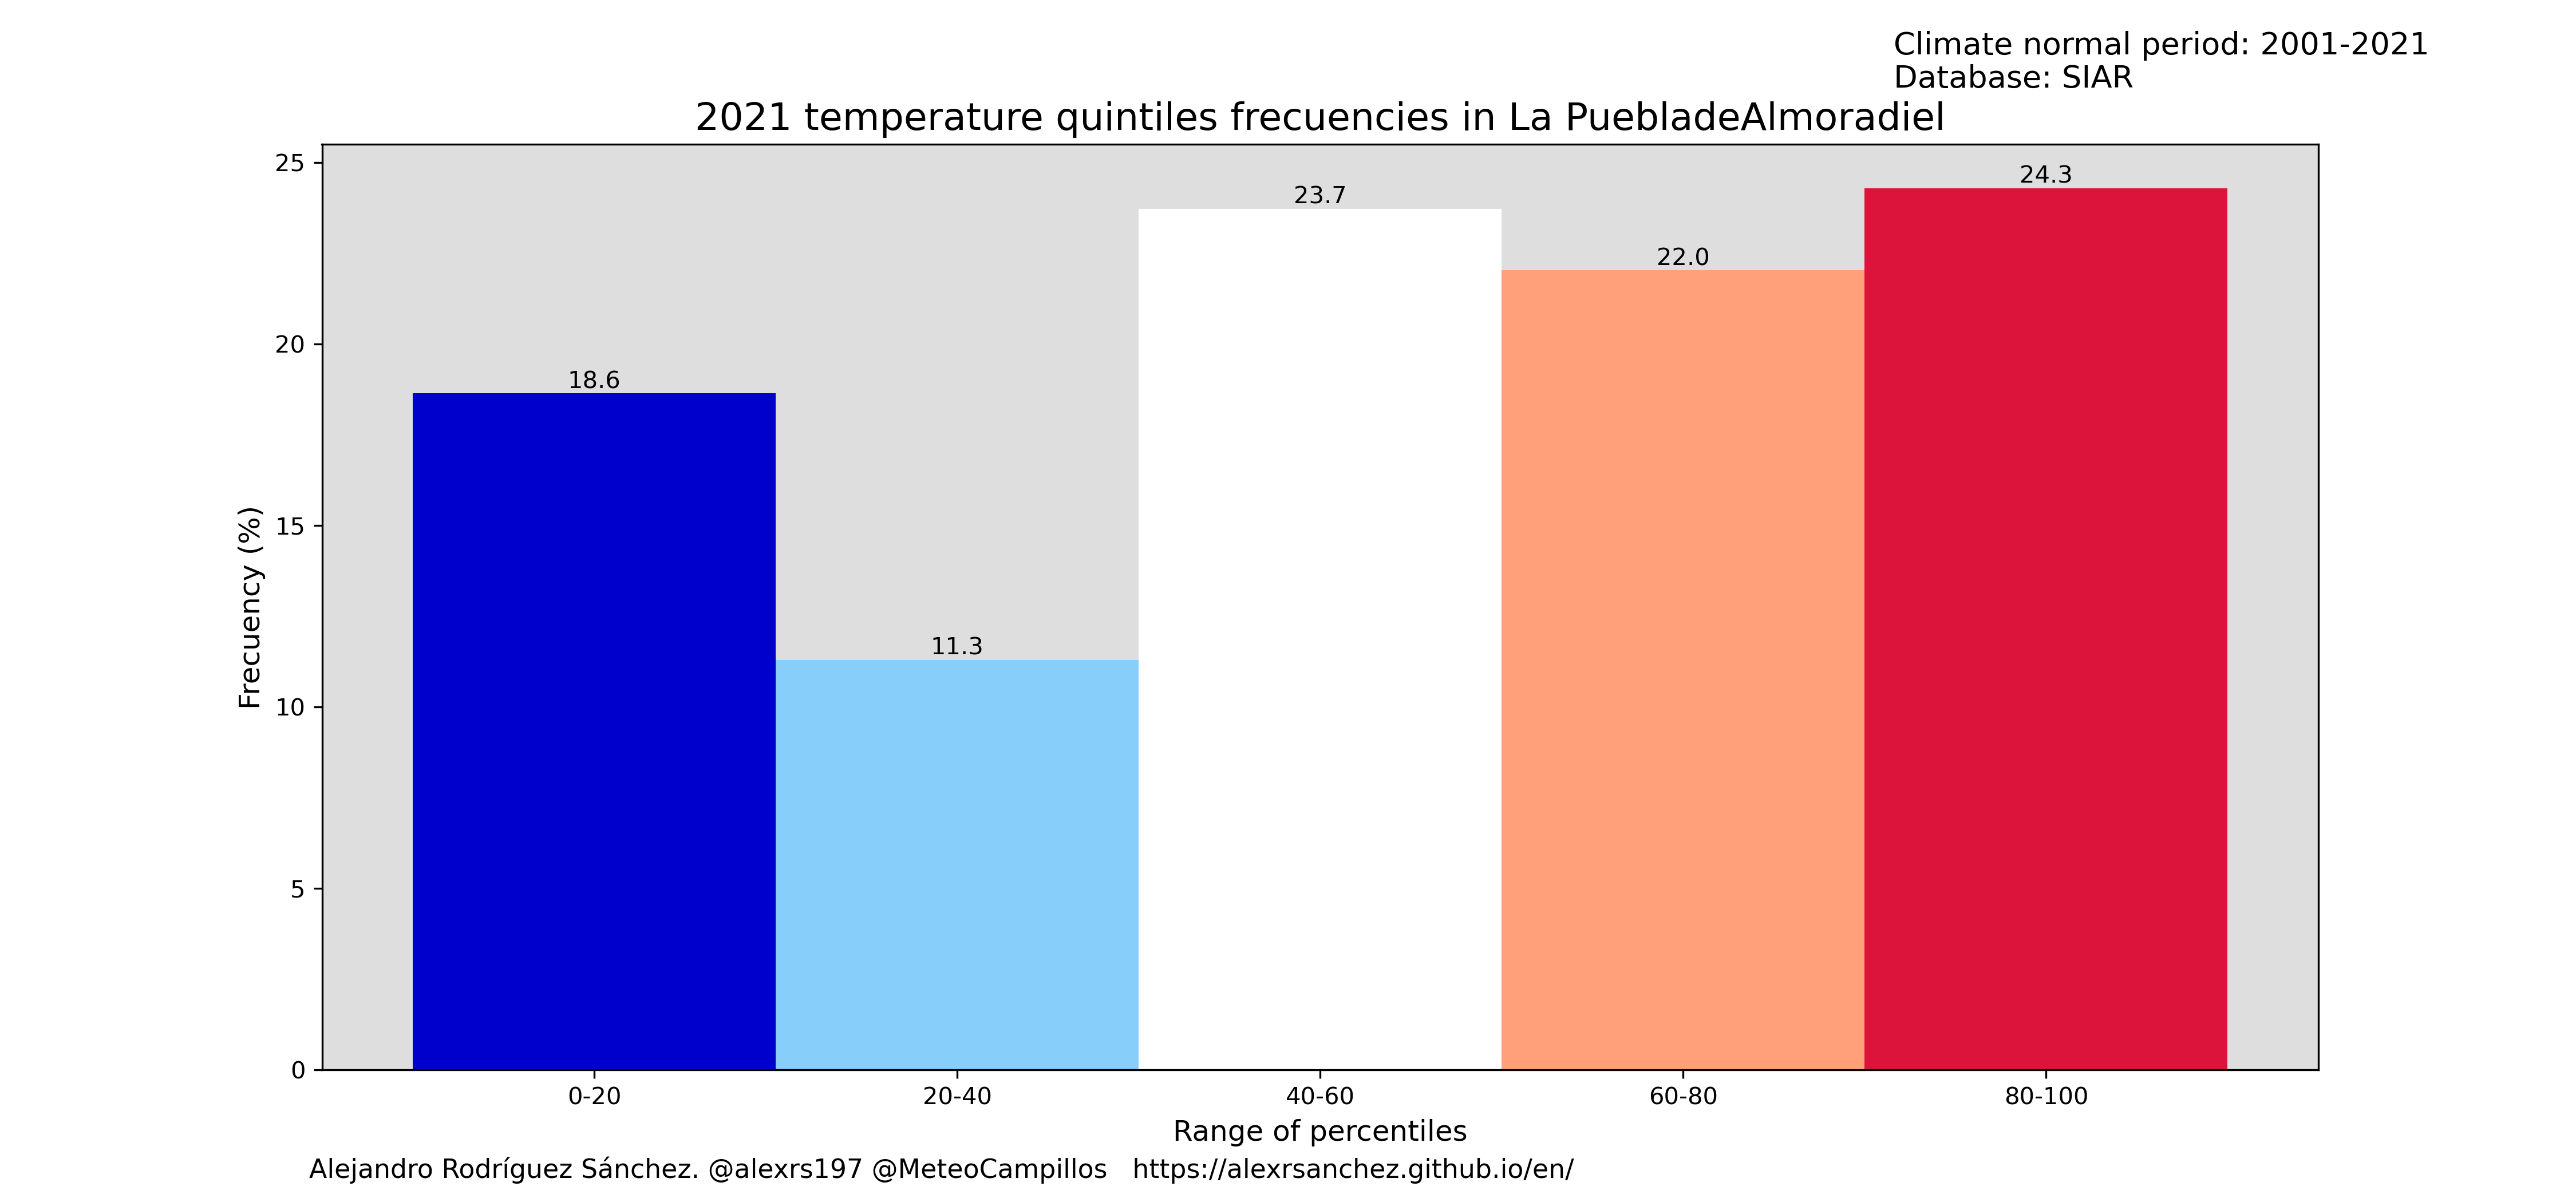 Climate normal period: 2001-2021
Database: SIAR
2021 temperature quintiles frecuencies in La PuebladeAlmoradiel
25
20
15
10
5
0
Frecuency (%)
18.6
11.3
23.7
22.0
24.3
0-20
20-40
40-60
60-80
80-100
Range of percentiles
Alejandro Rodríguez Sánchez. @alexrs197 @MeteoCampillos https://alexrsanchez.github.io/en/